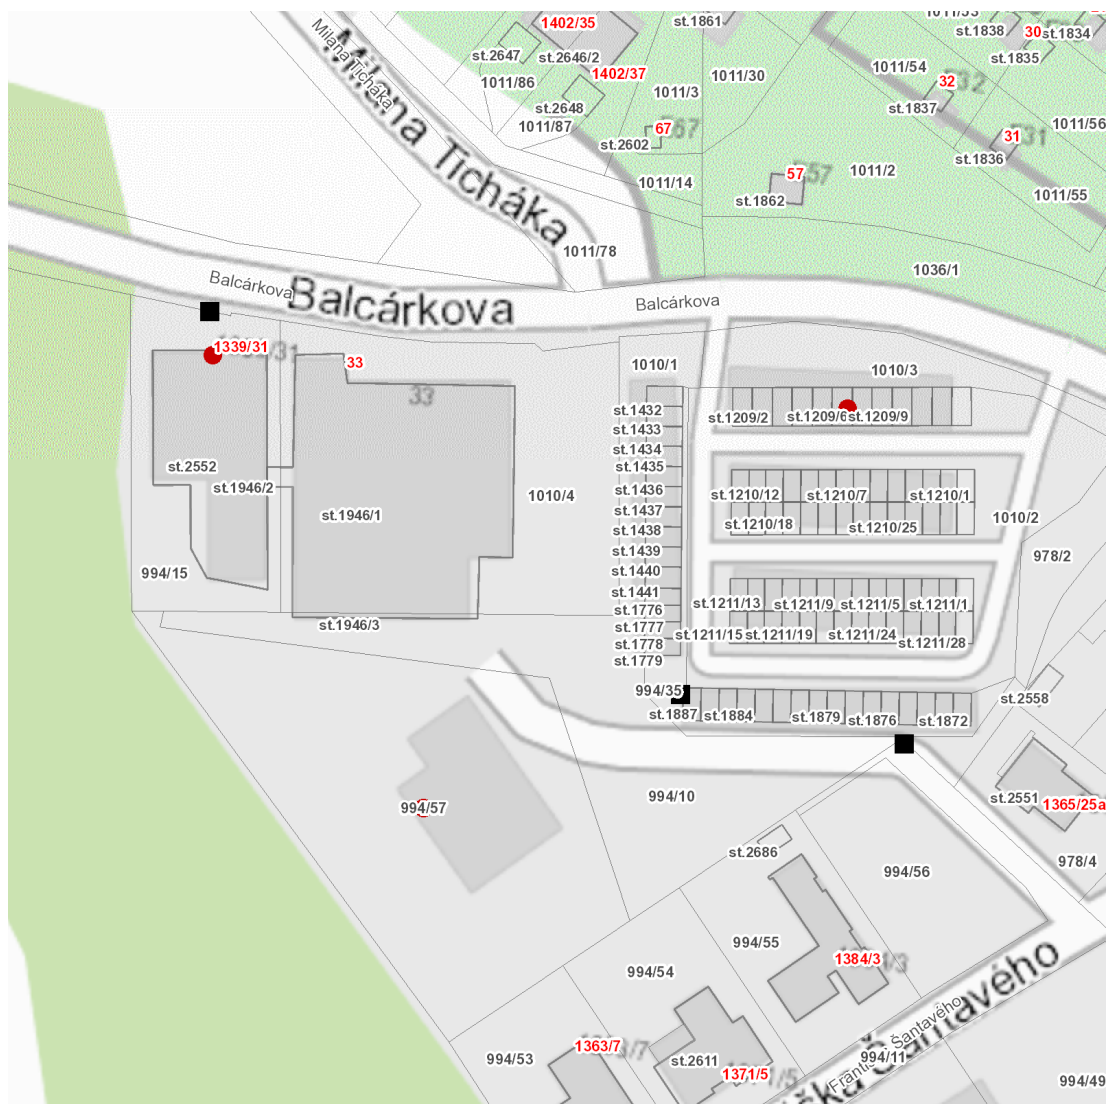 1402/35
st.1861
1011/53
30
st.1838
st.1834
st.1835
Milana Ticháka
Milana Ticháka
st.2647
st.2646/2
1402/37
1011/86
1011/30
1011/54
32
E32
1011/3
st.2648
st.1837
1011/87
67
E67
31
E31
1011/56
st.2602
st.1836
57
E57
1011/2
1011/14
1011/55
st.1862
1011/78
1036/1
Balcárkova
Balcárkova
Balcárkova
1339/31
33
33
1010/1
1010/3
st.1432
st.1209/2
st.1209/6
st.1209/9
st.1433
st.1434
st.2552
st.1435
st.1946/2
st.1436
1010/4
st.1210/12
st.1210/7
st.1210/1
st.1437
st.1946/1
1010/2
st.1438
st.1210/18
st.1210/25
st.1439
978/2
994/15
st.1440
st.1441
st.1211/13
st.1211/9
st.1211/5
st.1211/1
st.1776
st.1946/3
st.1777
st.1211/15
st.1211/19
st.1211/24
st.1211/28
st.1778
st.1779
994/35
st.2558
st.1887
st.1884
st.1879
st.1876
st.1872
994/57
994/10
st.2551
1365/25a
st.2686
978/4
994/56
994/55
1384/3
994/54
Šantavého
1363/7
994/53
st.2611
1371/5
994/11
994/49